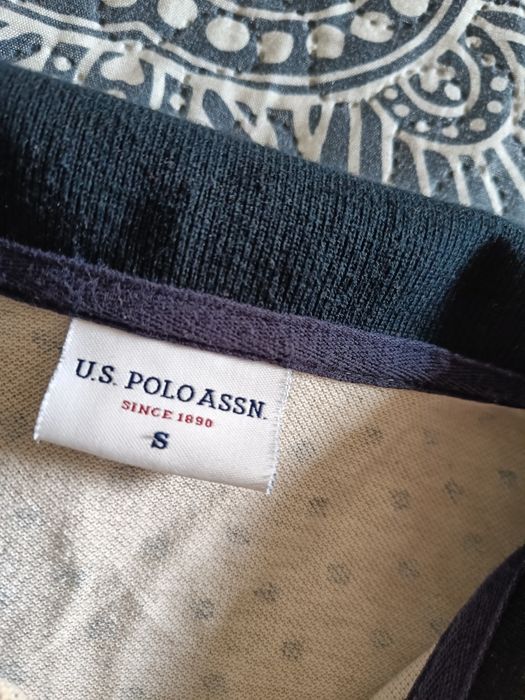 U.S. POLO ASSN.
SINCE 1890
S